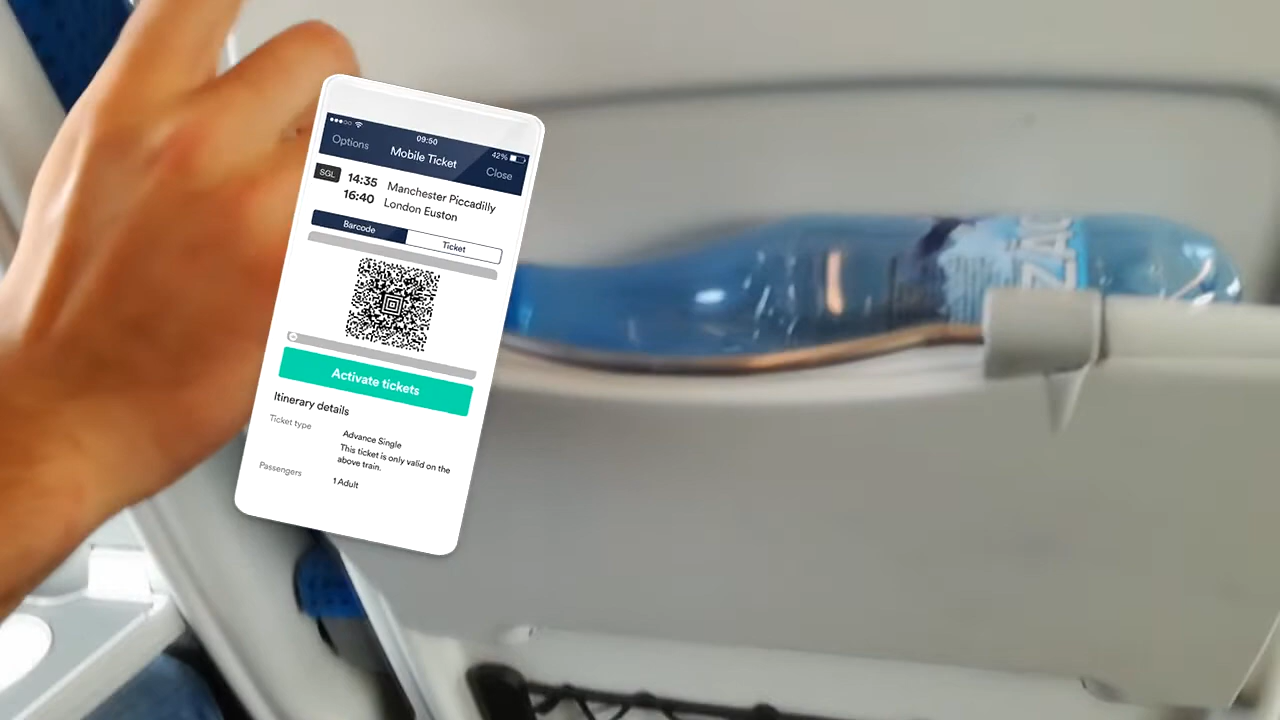 09:50
42%
Options
Mobile Ticket
Close
SGL
14:35 Manchester Piccadilly
16:40 London Euston
Barcode
Ticket
Activate tickets
Itinerary details
Ticket type
Advance Single
This ticket is only valid on the
above train.
Passengers
1 Adult